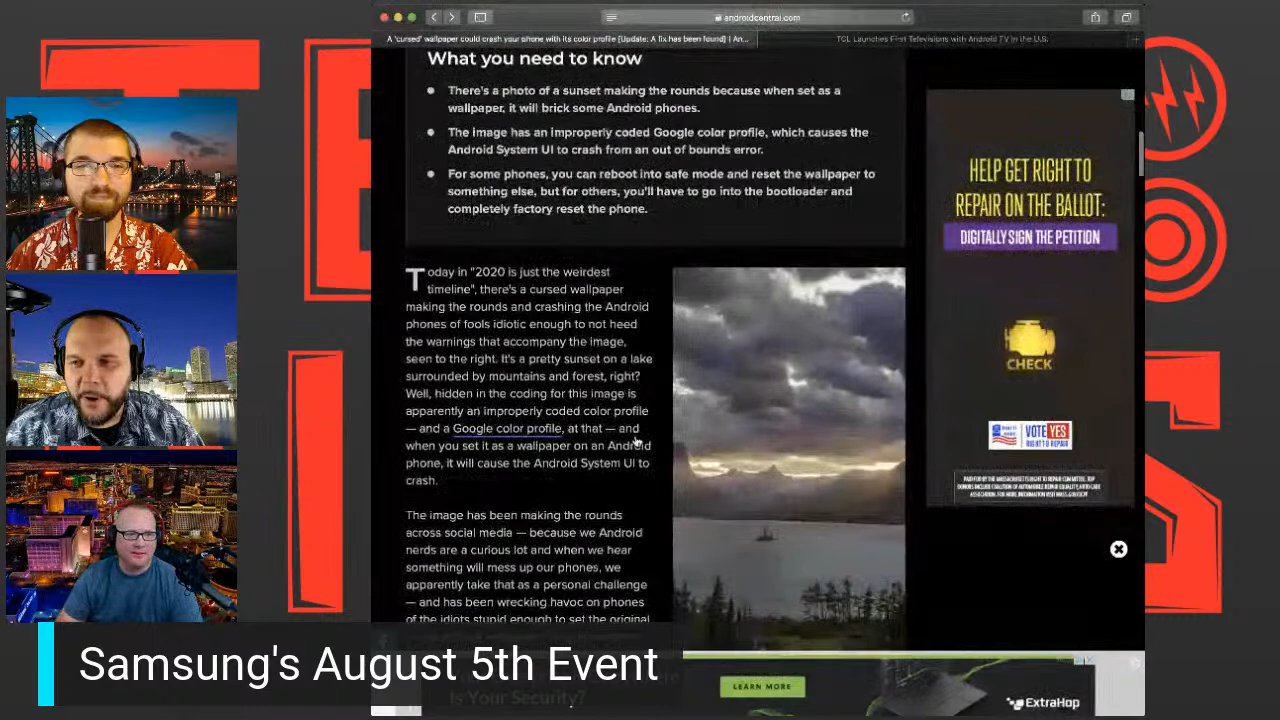 androidcentral.com
A 'cursed' wallpaper could crash your phone with its color profile [Update: A fix has been found] | An...
TCL Launches First Televisions with Android TV in the U.S.
What you need to know
There's a photo of a sunset making the rounds because when set as a
wallpaper, it will brick some Android phones.
The image has an improperly coded Google color profile, which causes the
Android System UI to crash from an out of bounds error.
For some phones, you can reboot into safe mode and reset the wallpaper to
something else, but for others, you'll have to go into the bootloader and
completely factory reset the phone.
Today in "2020 is just the weirdest
timeline", there's a cursed wallpaper
making the rounds and crashing the Android
phones of fools idiotic enough to not heed
the warnings that accompany the image,
seen to the right. It's a pretty sunset on a lake
surrounded by mountains and forest, right?
Well, hidden in the coding for this image is
apparently an improperly coded color profile
— and a Google color profile, at that — and
when you set it as a wallpaper on an Android
phone, it will cause the Android System UI to
crash.
The image has been making the rounds
across social media — because we Android
nerds are a curious lot and when we hear
something will mess up our phones, we
apparently take that as a personal challenge
— and has been wrecking havoc on phones
of the idiots stupid enough to set the original
HELP GET RIGHT TO
REPAIR ON THE BALLOT:
DIGITALLY SIGN THE PETITION
CHECK
VOTE YES
RIGHT TO REPAIR
Is Your Security?
LEARN MORE
ExtraHop
Samsung's August 5th Event